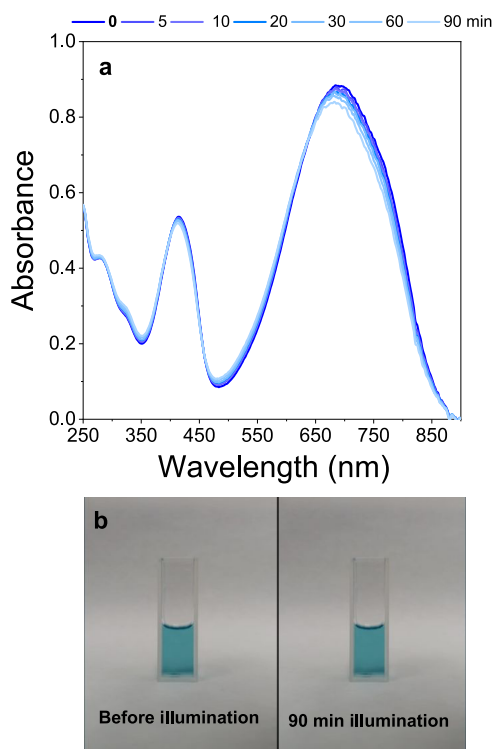 0 5 10 20 30 60 90 min
a
1.0
0.8
0.6
0.4
0.2
0.0
Absorbance
250 350 450 550 650 750 850
Wavelength (nm)
b
Before illumination
90 min illumination